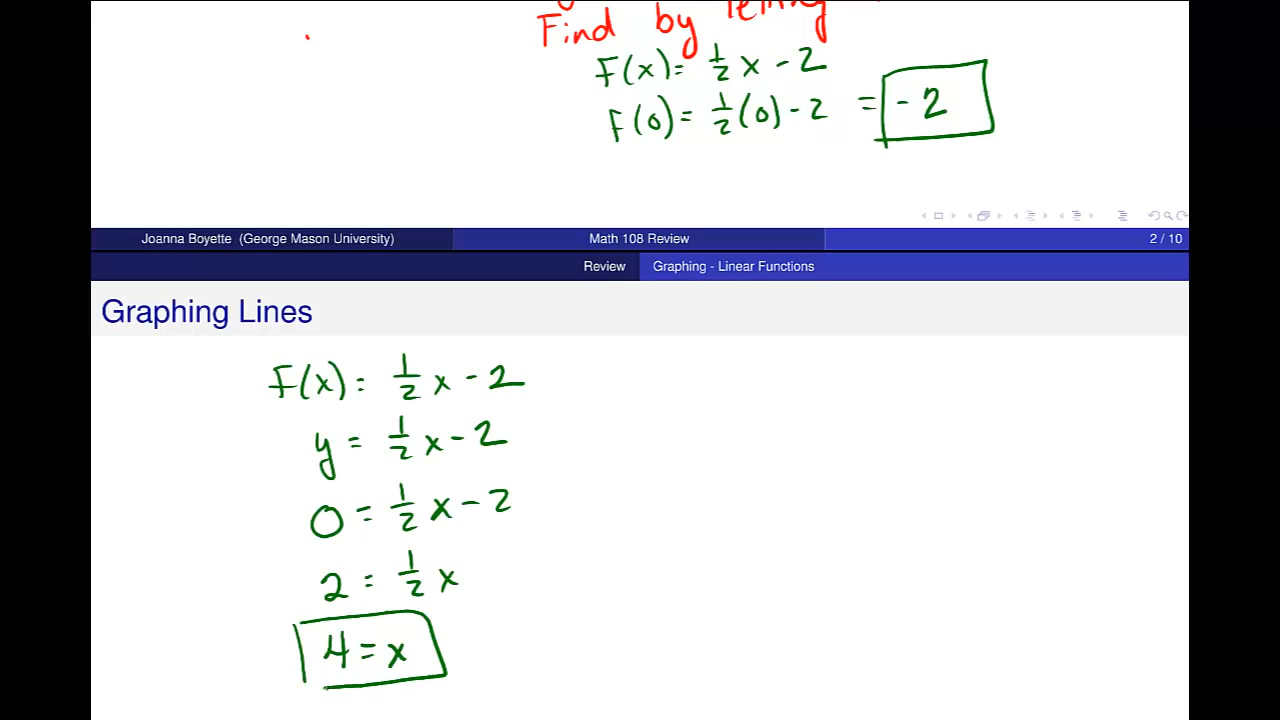 Find by letting
F(x) = 1/2 x - 2
F(0) = 1/2 (0) - 2 = -2
Joanna Boyette (George Mason University) Math 108 Review 2 / 10
Review Graphing - Linear Functions
Graphing Lines
F(x) = 1/2 x - 2
y = 1/2 x - 2
0 = 1/2 x - 2
2 = 1/2 x
4 = x